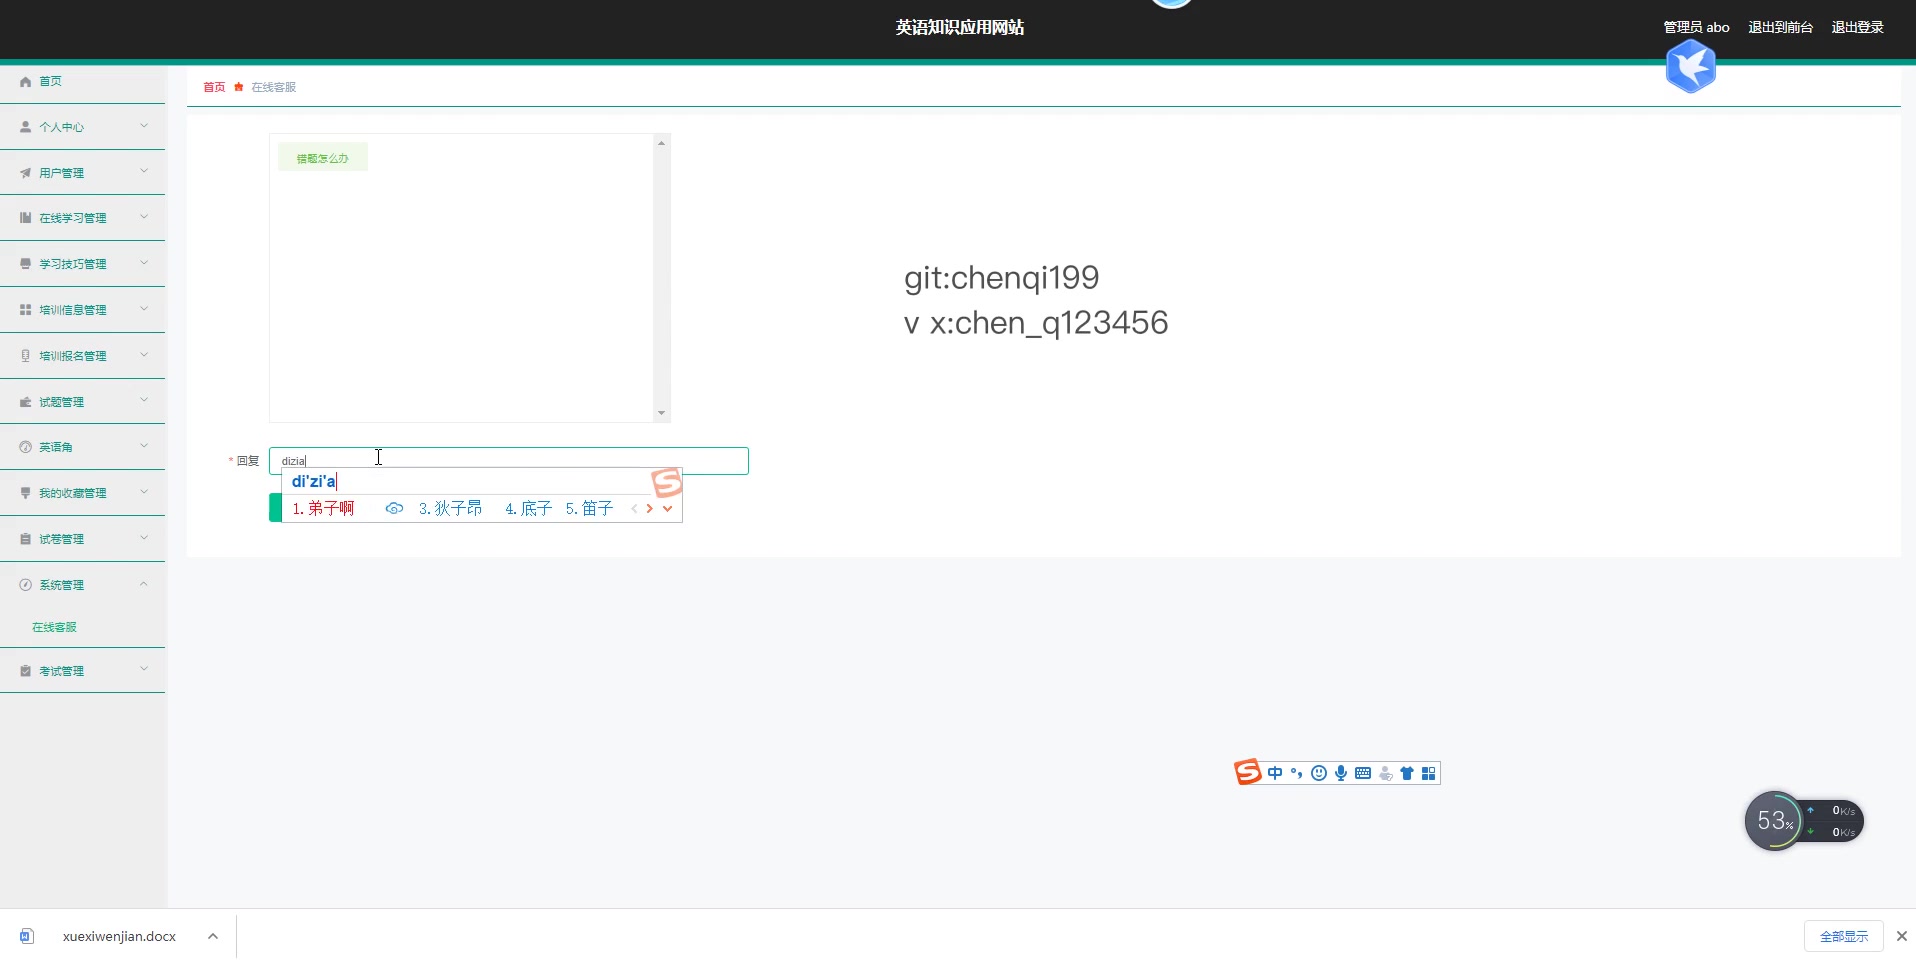 英语知识应用网站
管理员 abo 退出到前台 退出登录
首页
个人中心
用户管理
在线学习管理
学习技巧管理
培训信息管理
培训报名管理
试题管理
英语角
我的收藏管理
试卷管理
系统管理
在线客服
考试管理
首页 在线客服
错题怎么办
git:chenqi199
v x:chen_q123456
* 回复 dizia
di'zi'a
1.弟子啊 3.狄子昂 4.底子 5.笛子
中
53% 0K/s
0K/s
xuexiwenjian.docx
全部显示